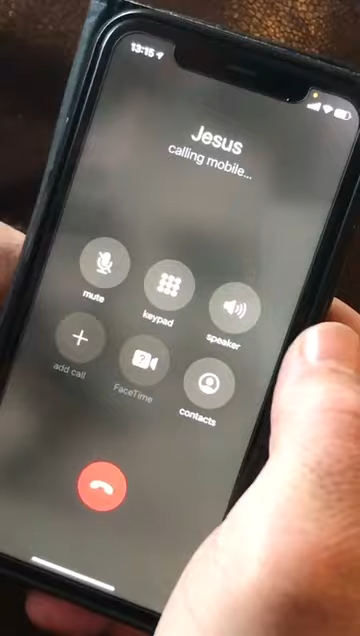 13:15
Jesus
calling mobile...
mute
keypad
speaker
add call
FaceTime
contacts